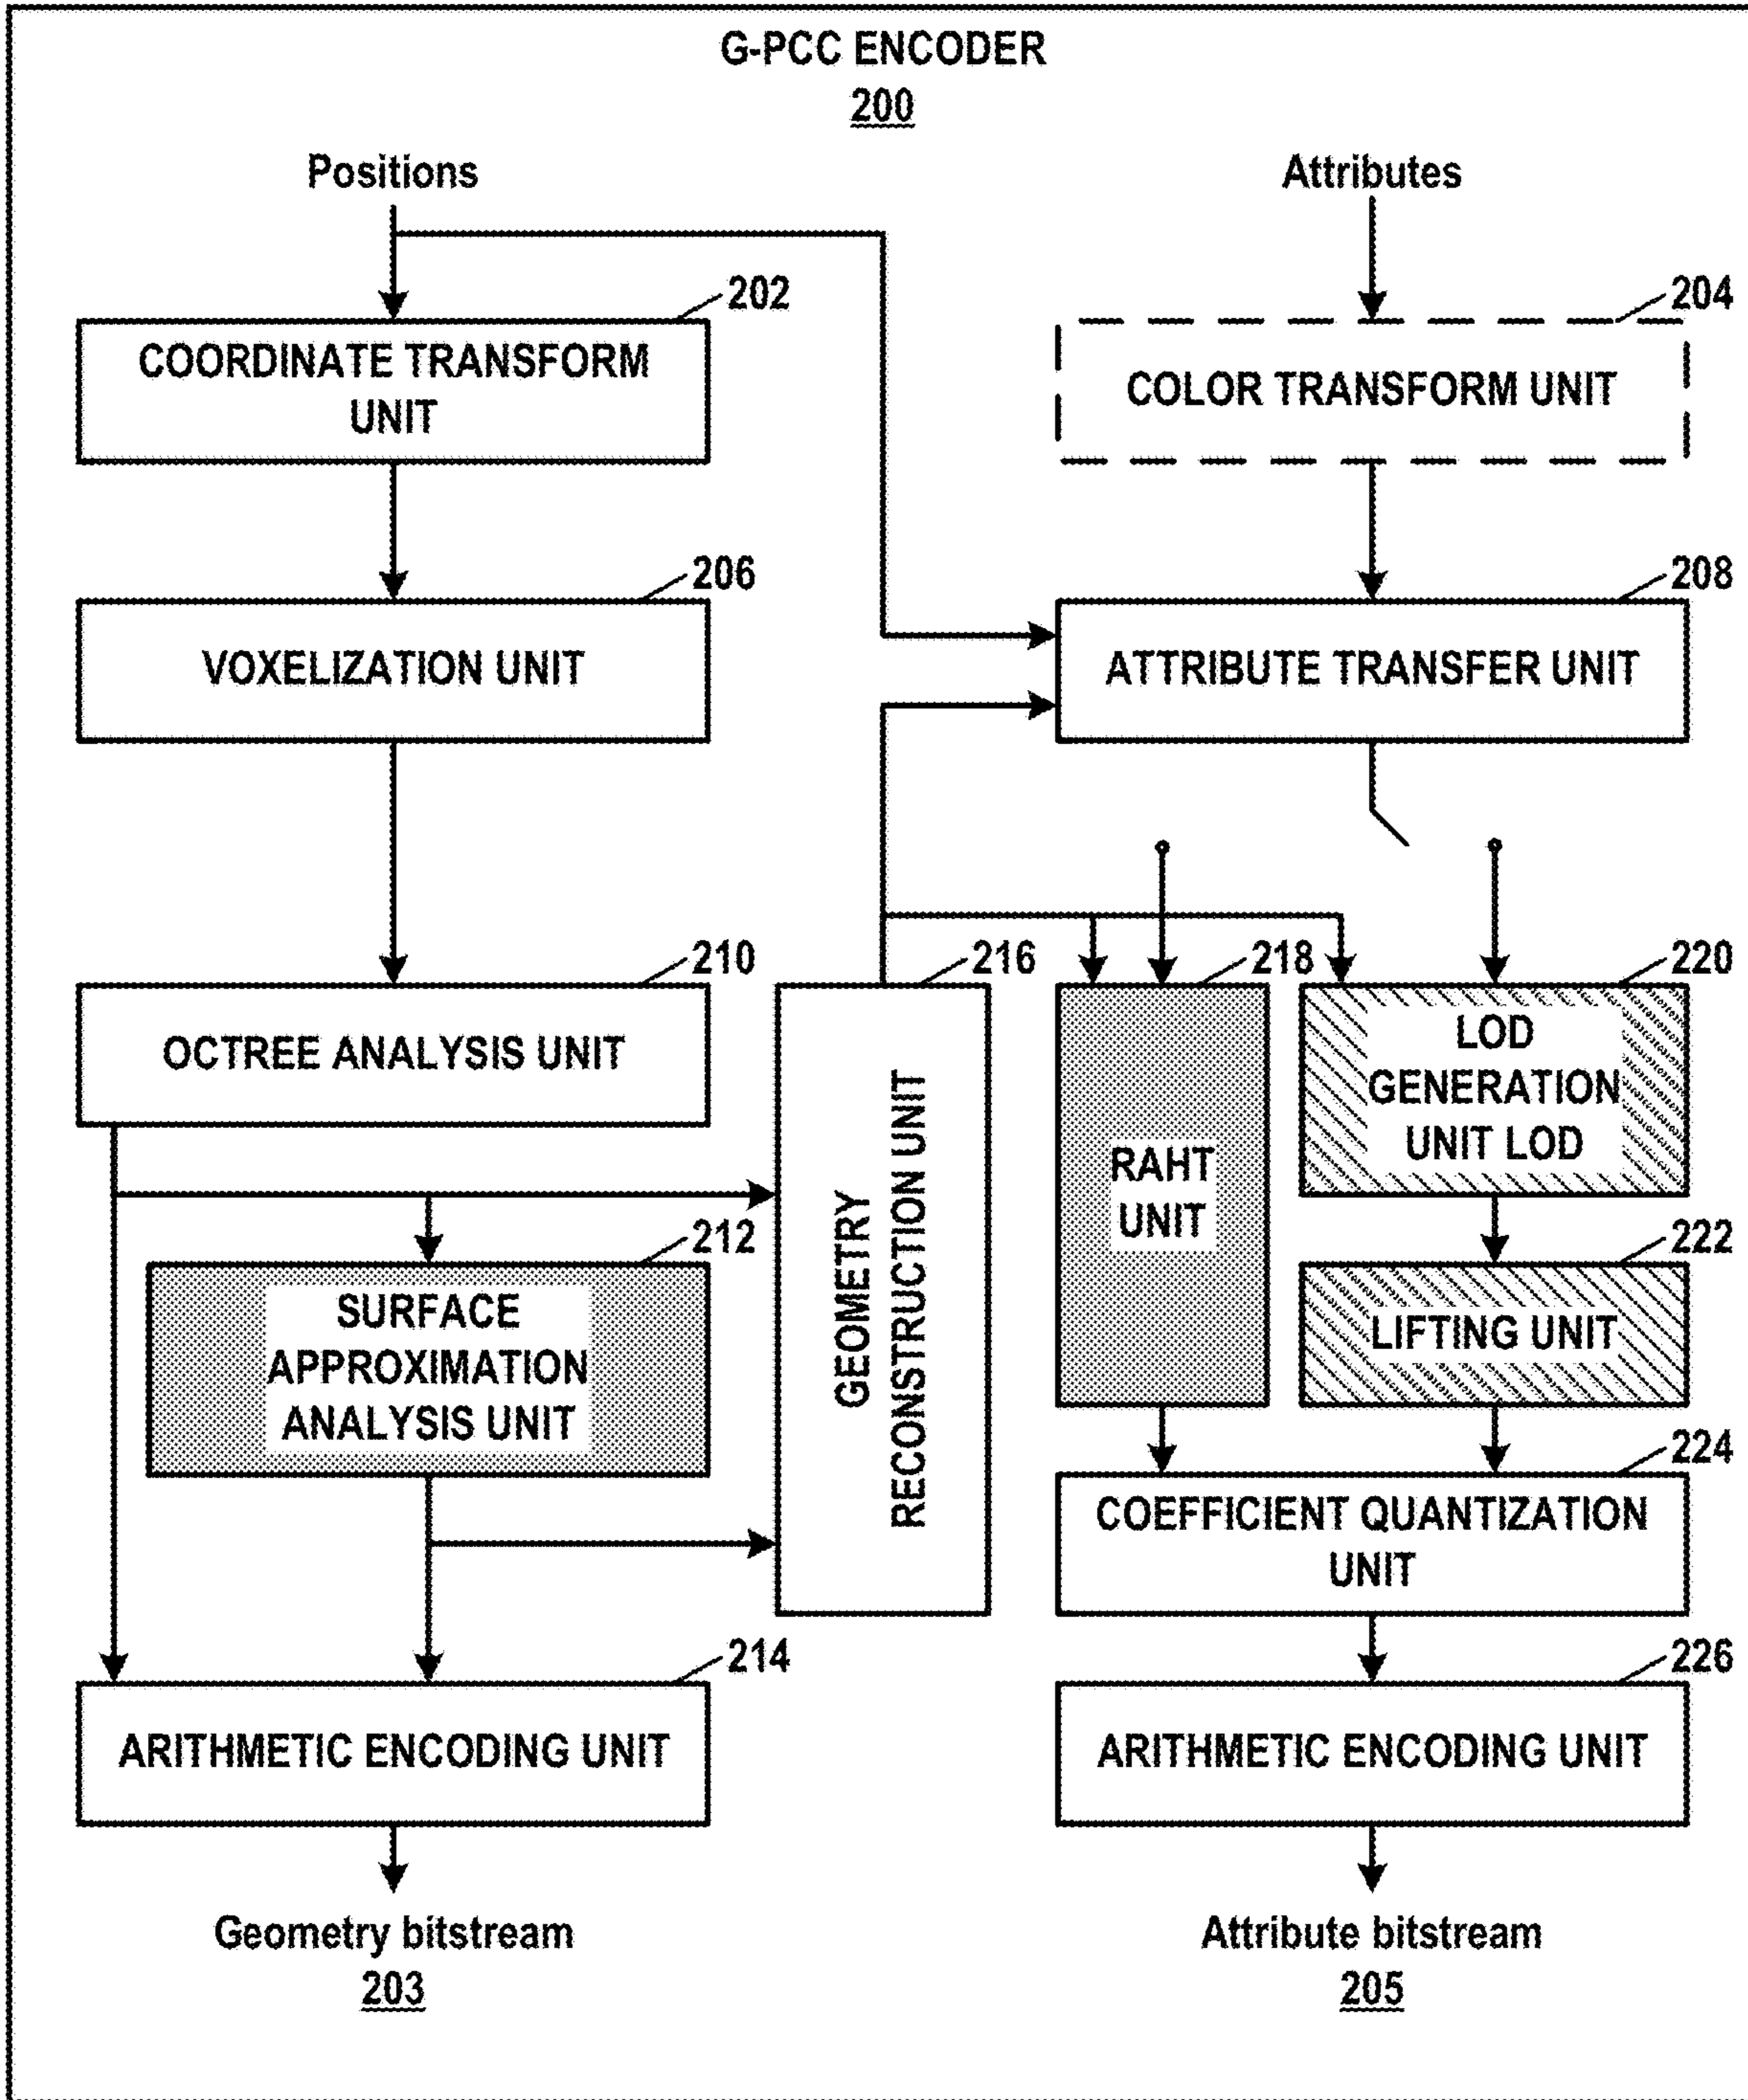 G-PCC ENCODER
200
Positions
Attributes
202
204
COORDINATE TRANSFORM
UNIT
COLOR TRANSFORM UNIT
206
208
VOXELIZATION UNIT
ATTRIBUTE TRANSFER UNIT
210
216
218
220
OCTREE ANALYSIS UNIT
GEOMETRY
RECONSTRUCTION UNIT
RAHT
UNIT
LOD
GENERATION
UNIT LOD
212
222
SURFACE
APPROXIMATION
ANALYSIS UNIT
LIFTING UNIT
224
COEFFICIENT QUANTIZATION
UNIT
214
226
ARITHMETIC ENCODING UNIT
ARITHMETIC ENCODING UNIT
Geometry bitstream
203
Attribute bitstream
205